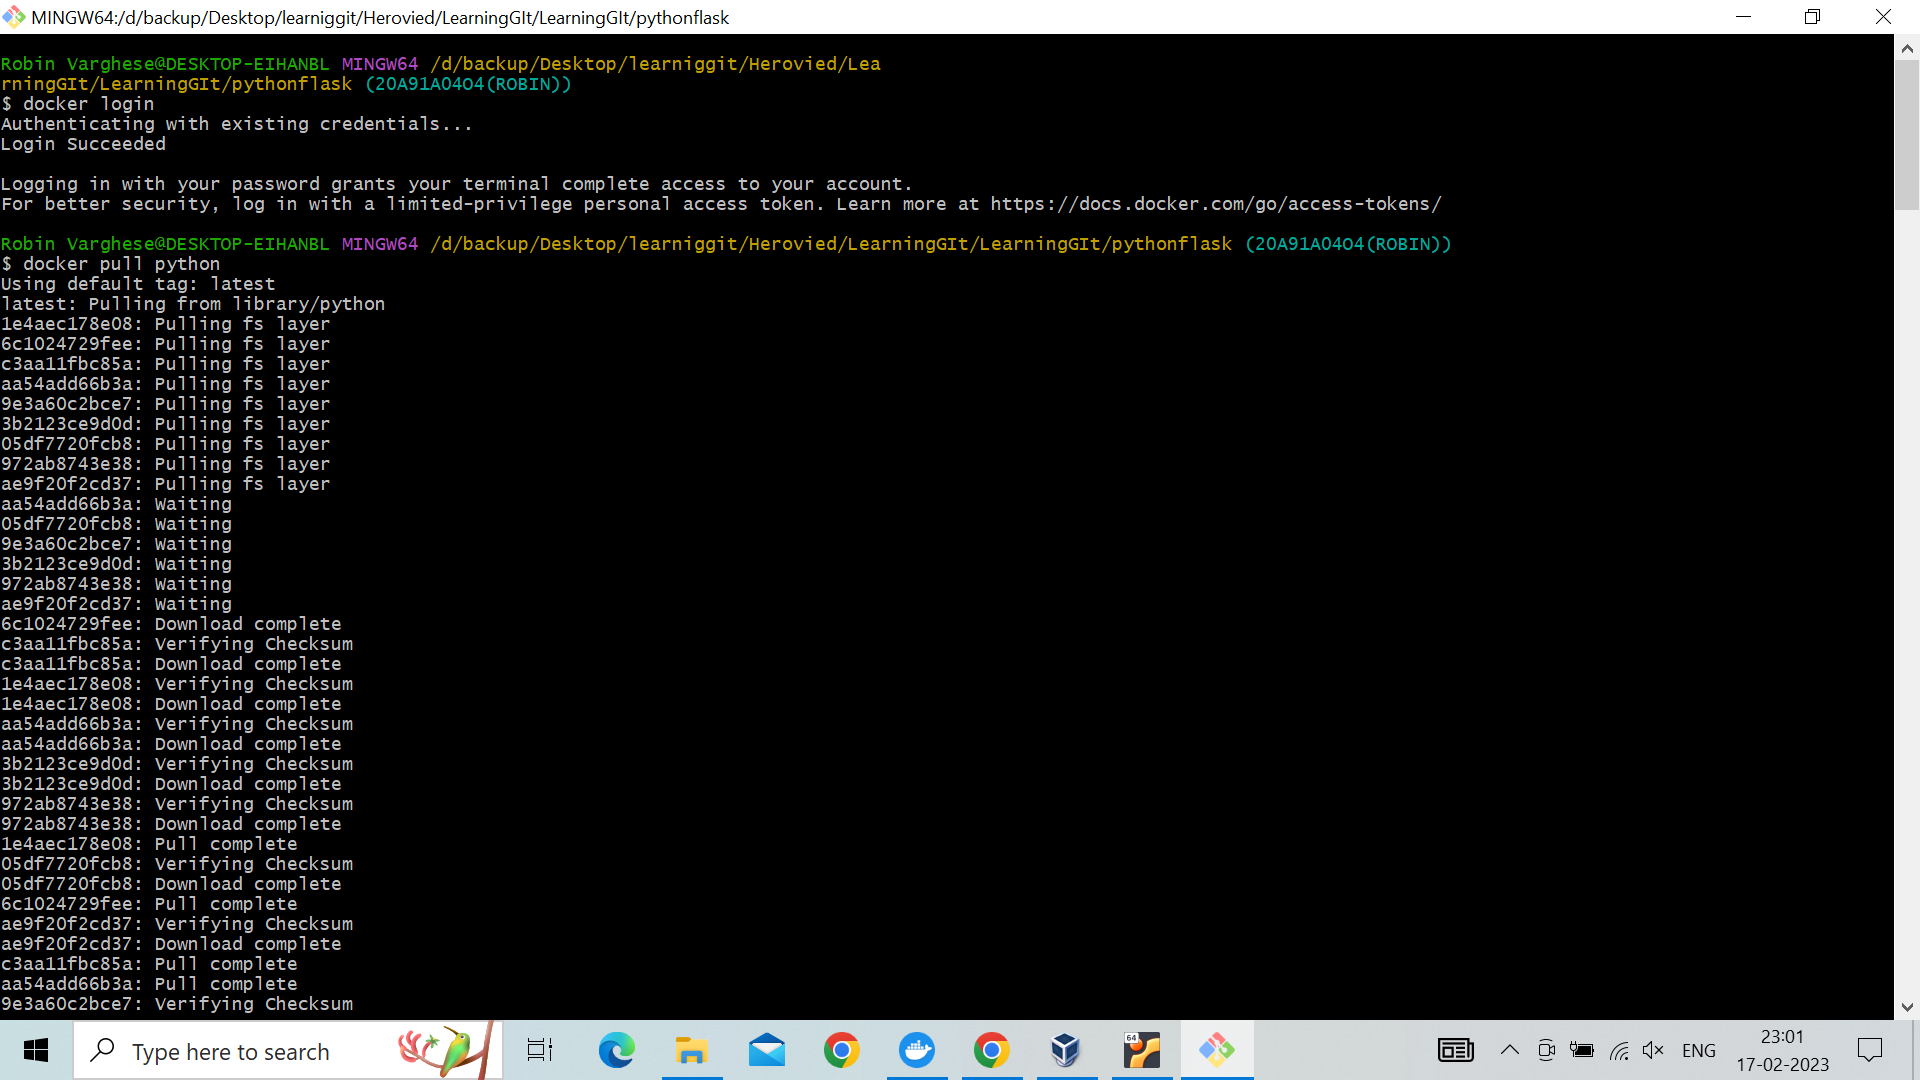 MINGW64:/d/backup/Desktop/learniggit/Herovied/LearningGIt/LearningGIt/pythonflask
Robin Varghese@DESKTOP-EIHANBL MINGW64 /d/backup/Desktop/learniggit/Herovied/Lea
rningGIt/LearningGIt/pythonflask (20A91A0404(ROBIN))
$ docker login
Authenticating with existing credentials...
Login Succeeded
Logging in with your password grants your terminal complete access to your account.
For better security, log in with a limited-privilege personal access token. Learn more at https://docs.docker.com/go/access-tokens/
Robin Varghese@DESKTOP-EIHANBL MINGW64 /d/backup/Desktop/learniggit/Herovied/LearningGIt/LearningGIt/pythonflask (20A91A0404(ROBIN))
$ docker pull python
Using default tag: latest
latest: Pulling from library/python
1e4aec178e08: Pulling fs layer
6c1024729fee: Pulling fs layer
c3aa11fbc85a: Pulling fs layer
aa54add66b3a: Pulling fs layer
9e3a60c2bce7: Pulling fs layer
3b2123ce9d0d: Pulling fs layer
05df7720fcb8: Pulling fs layer
972ab8743e38: Pulling fs layer
ae9f20f2cd37: Pulling fs layer
aa54add66b3a: Waiting
05df7720fcb8: Waiting
9e3a60c2bce7: Waiting
3b2123ce9d0d: Waiting
972ab8743e38: Waiting
ae9f20f2cd37: Waiting
6c1024729fee: Download complete
c3aa11fbc85a: Verifying Checksum
c3aa11fbc85a: Download complete
1e4aec178e08: Verifying Checksum
1e4aec178e08: Download complete
aa54add66b3a: Verifying Checksum
aa54add66b3a: Download complete
3b2123ce9d0d: Verifying Checksum
3b2123ce9d0d: Download complete
972ab8743e38: Verifying Checksum
972ab8743e38: Download complete
1e4aec178e08: Pull complete
05df7720fcb8: Verifying Checksum
05df7720fcb8: Download complete
6c1024729fee: Pull complete
ae9f20f2cd37: Verifying Checksum
ae9f20f2cd37: Download complete
c3aa11fbc85a: Pull complete
aa54add66b3a: Pull complete
9e3a60c2bce7: Verifying Checksum
Type here to search
64
ENG
23:01
17-02-2023